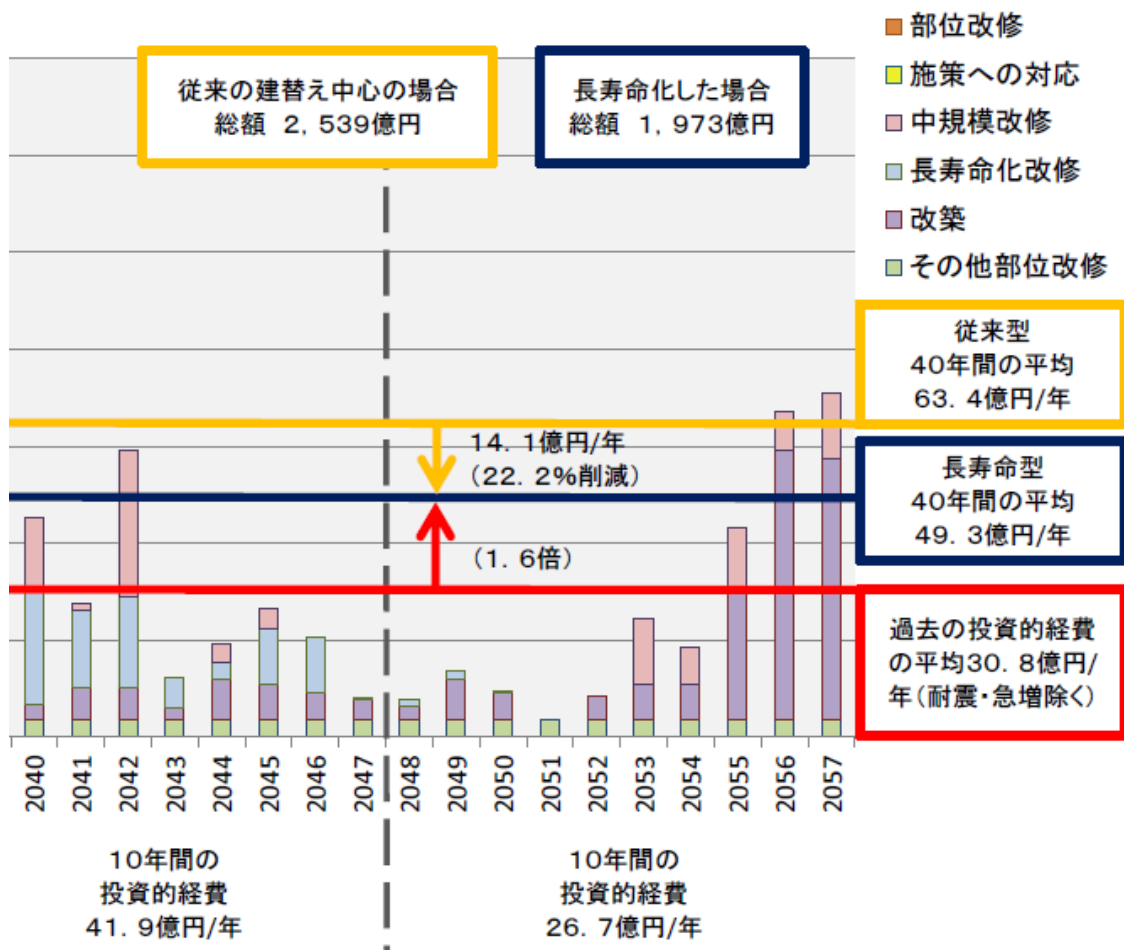 従来の建替え中心の場合
総額 2,539億円
長寿命化した場合
総額 1,973億円
部位改修
施策への対応
中規模改修
長寿命化改修
改築
その他部位改修
従来型
40年間の平均
63.4億円/年
14.1億円/年
(22.2%削減)
長寿命型
40年間の平均
49.3億円/年
(1.6倍)
過去の投資的経費
の平均30.8億円/
年(耐震・急増除く)
2040
2041
2042
2043
2044
2045
2046
2047
2048
2049
2050
2051
2052
2053
2054
2055
2056
2057
10年間の
投資的経費
41.9億円/年
10年間の
投資的経費
26.7億円/年